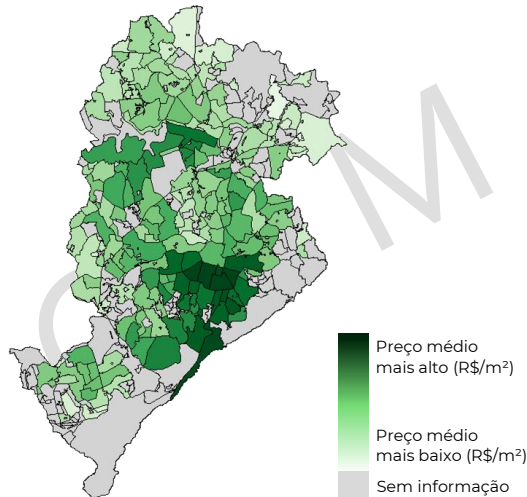 Preço médio
mais alto (R$/m²)
Preço médio
mais baixo (R$/m²)
Sem informação